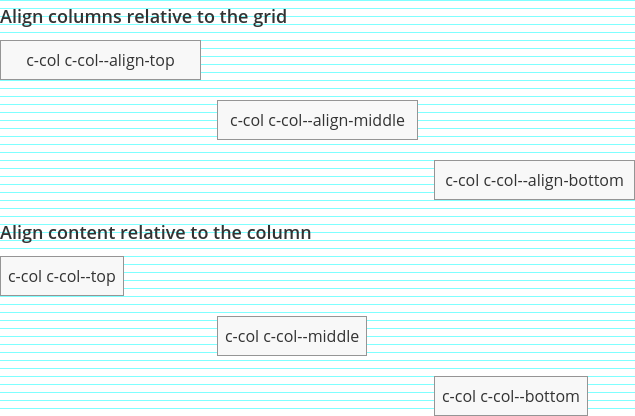 Align columns relative to the grid
c-col c-col--align-top
c-col c-col--align-middle
c-col c-col--align-bottom
Align content relative to the column
c-col c-col--top
c-col c-col--middle
c-col c-col--bottom